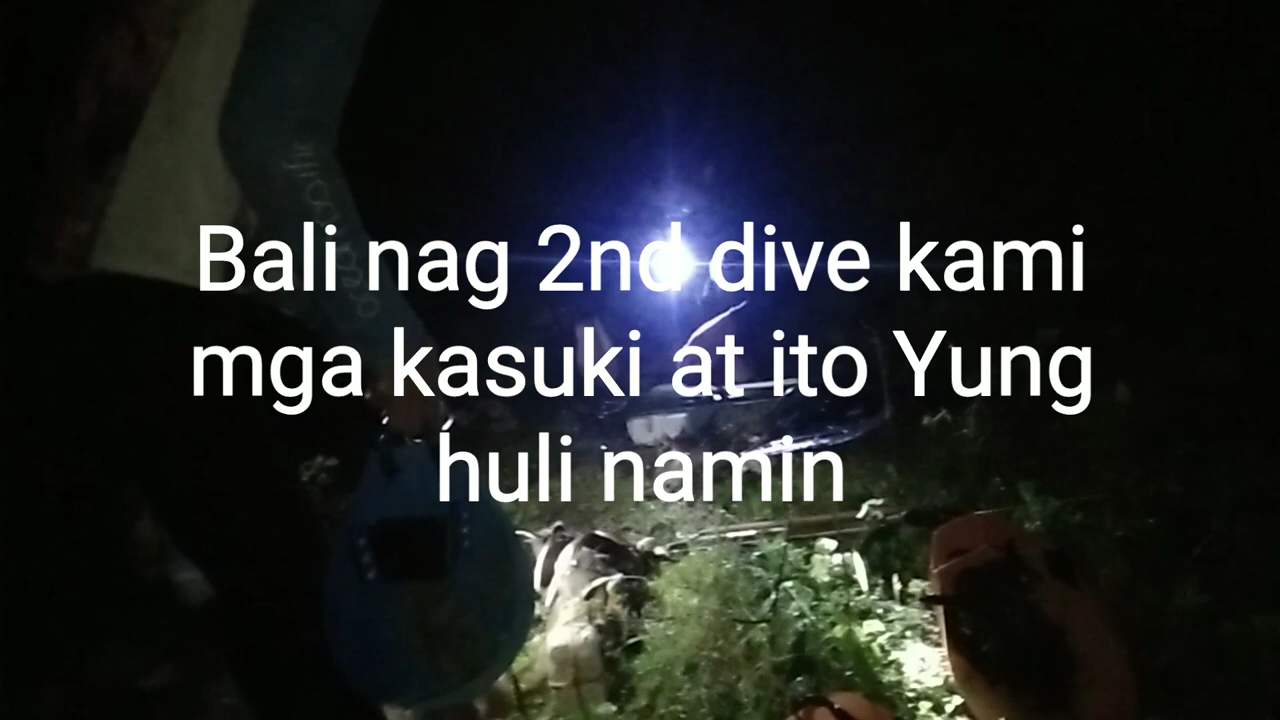 Bali nag 2nd dive kami
mga kasuki at ito Yung
huli namin